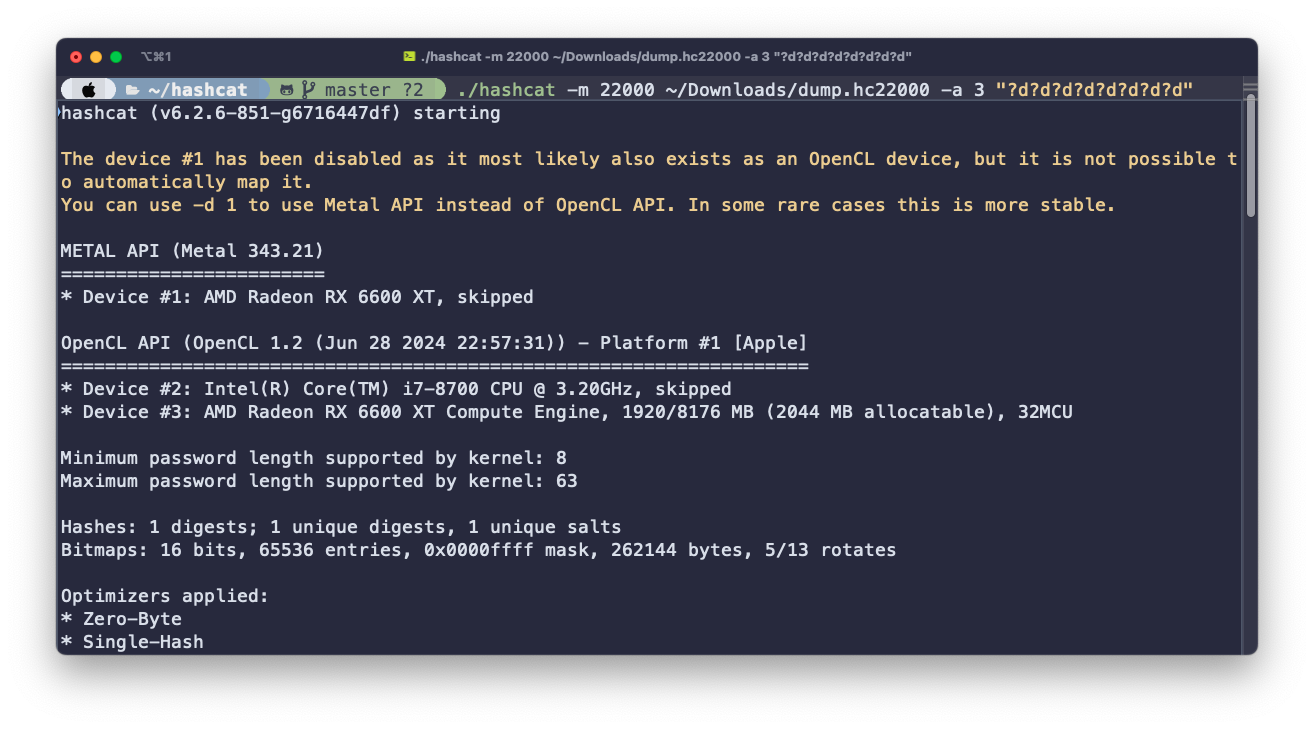 ⌥⌘1 ./hashcat -m 22000 ~/Downloads/dump.hc22000 -a 3 "?d?d?d?d?d?d?d?d"
~/hashcat master ?2 ./hashcat -m 22000 ~/Downloads/dump.hc22000 -a 3 "?d?d?d?d?d?d?d?d"
hashcat (v6.2.6-851-g6716447df) starting
The device #1 has been disabled as it most likely also exists as an OpenCL device, but it is not possible t
o automatically map it.
You can use -d 1 to use Metal API instead of OpenCL API. In some rare cases this is more stable.
METAL API (Metal 343.21)
========================
* Device #1: AMD Radeon RX 6600 XT, skipped
OpenCL API (OpenCL 1.2 (Jun 28 2024 22:57:31)) - Platform #1 [Apple]
====================================================================
* Device #2: Intel(R) Core(TM) i7-8700 CPU @ 3.20GHz, skipped
* Device #3: AMD Radeon RX 6600 XT Compute Engine, 1920/8176 MB (2044 MB allocatable), 32MCU
Minimum password length supported by kernel: 8
Maximum password length supported by kernel: 63
Hashes: 1 digests; 1 unique digests, 1 unique salts
Bitmaps: 16 bits, 65536 entries, 0x0000ffff mask, 262144 bytes, 5/13 rotates
Optimizers applied:
* Zero-Byte
* Single-Hash